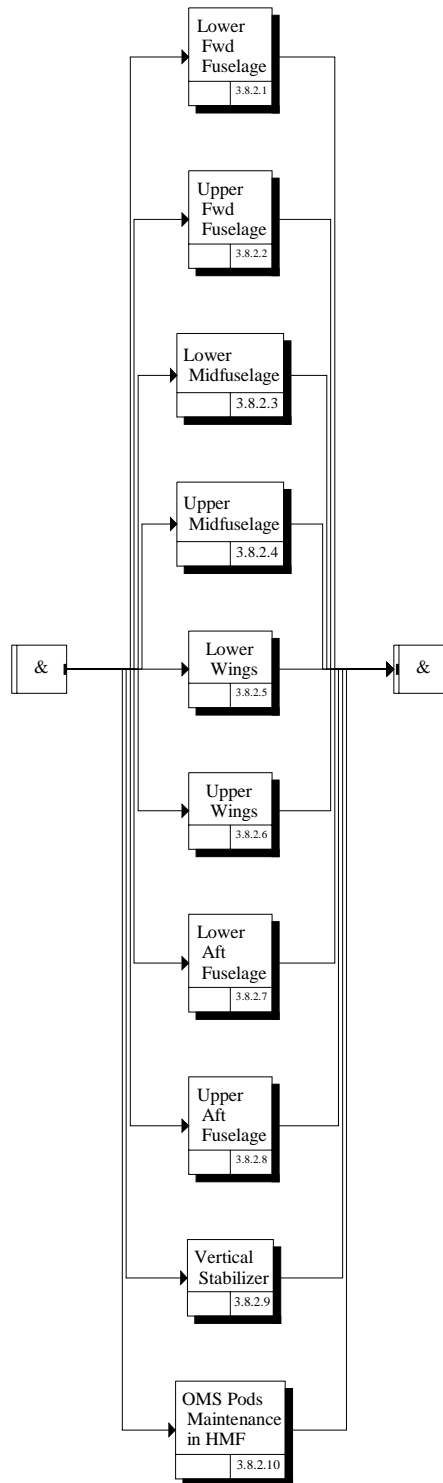 Lower
Fwd
Fuselage
3.8.2.1
Upper
Fwd
Fuselage
3.8.2.2
Lower
Midfuselage
3.8.2.3
Upper
Midfuselage
3.8.2.4
&
Lower
Wings
3.8.2.5
&
Upper
Wings
3.8.2.6
Lower
Aft
Fuselage
3.8.2.7
Upper
Aft
Fuselage
3.8.2.8
Vertical
Stabilizer
3.8.2.9
OMS Pods
Maintenance
in HMF
3.8.2.10